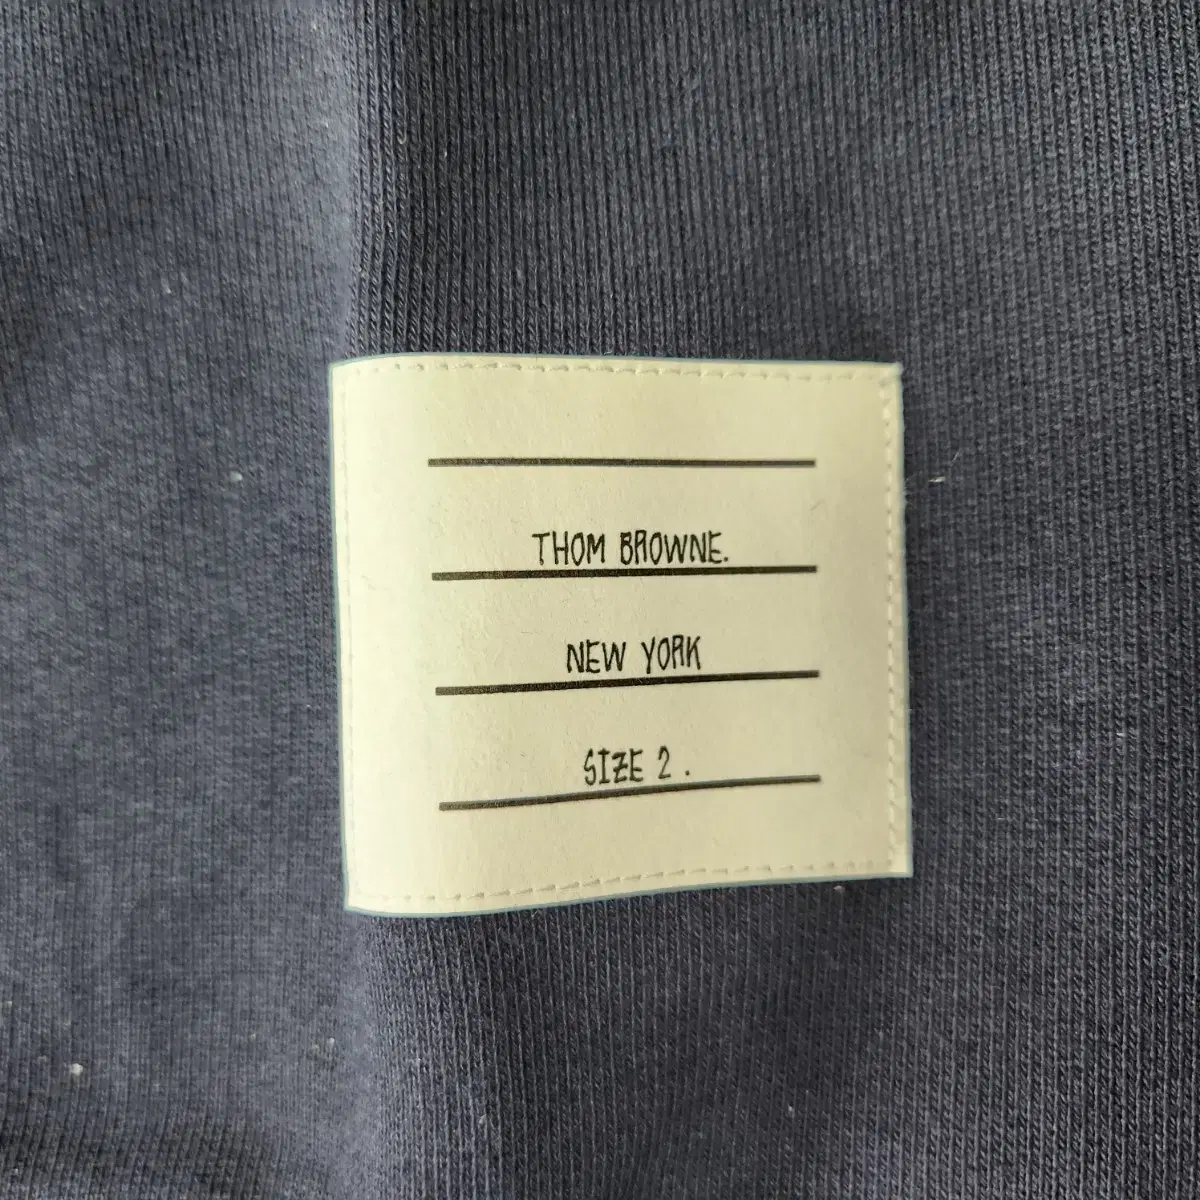 THOM BROWNE.
NEW YORK
SIZE 2 .